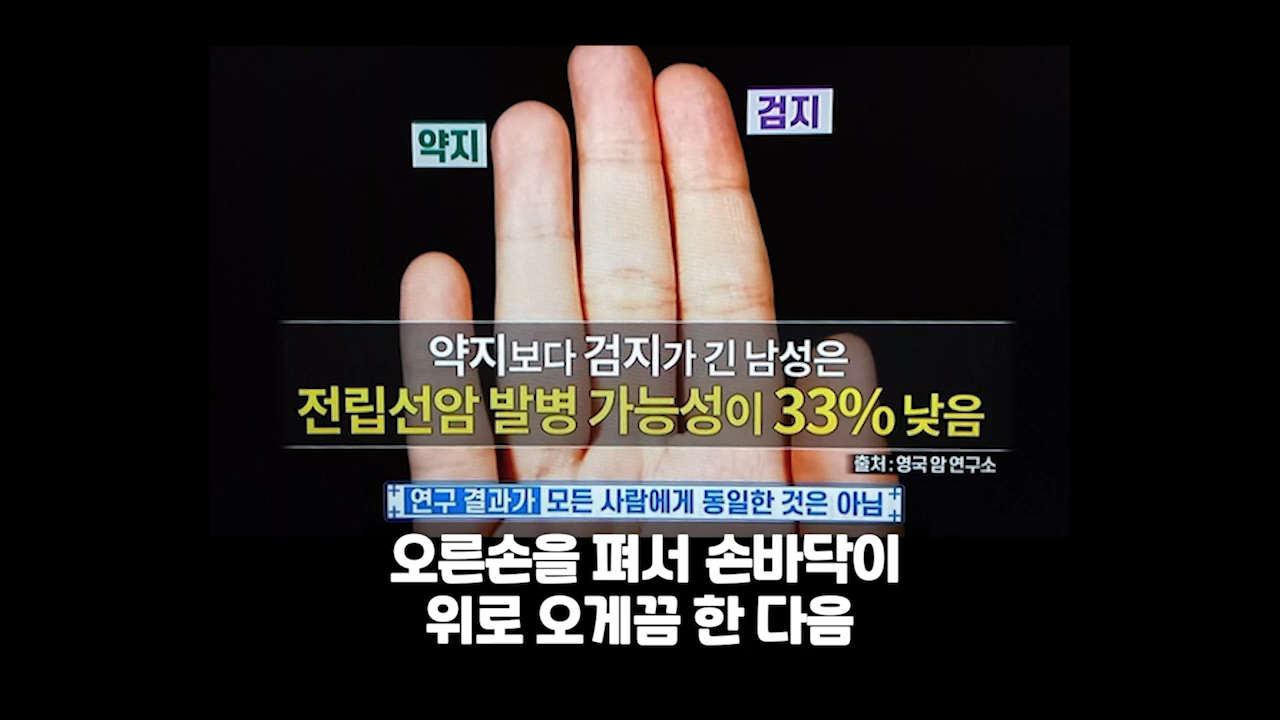 약지
검지
약지보다 검지가 긴 남성은
전립선암 발병 가능성이 33% 낮음
출처 : 영국 암 연구소
연구 결과가 모든 사람에게 동일한 것은 아님
오른손을 펴서 손바닥이
위로 오게끔 한 다음